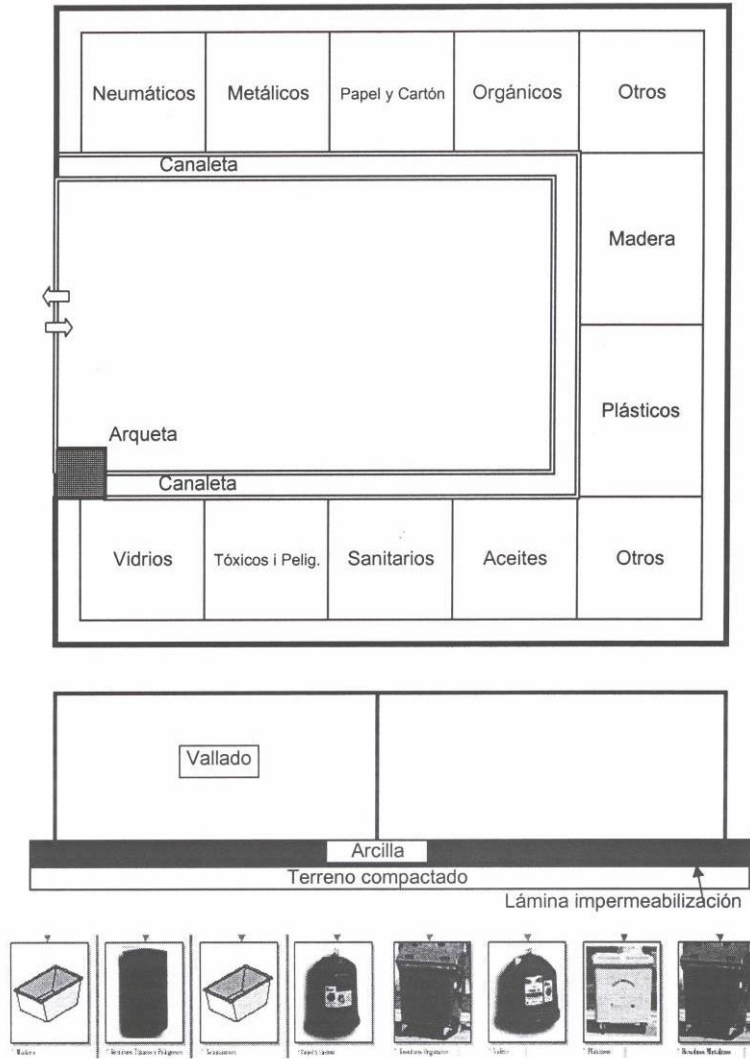 Neumáticos
Metálicos
Papel y Cartón
Orgánicos
Otros
Canaleta
Madera
Plásticos
Arqueta
Canaleta
Vidrios
Tóxicos i Pelig.
Sanitarios
Aceites
Otros
Vallado
Arcilla
Terreno compactado
Lámina impermeabilización